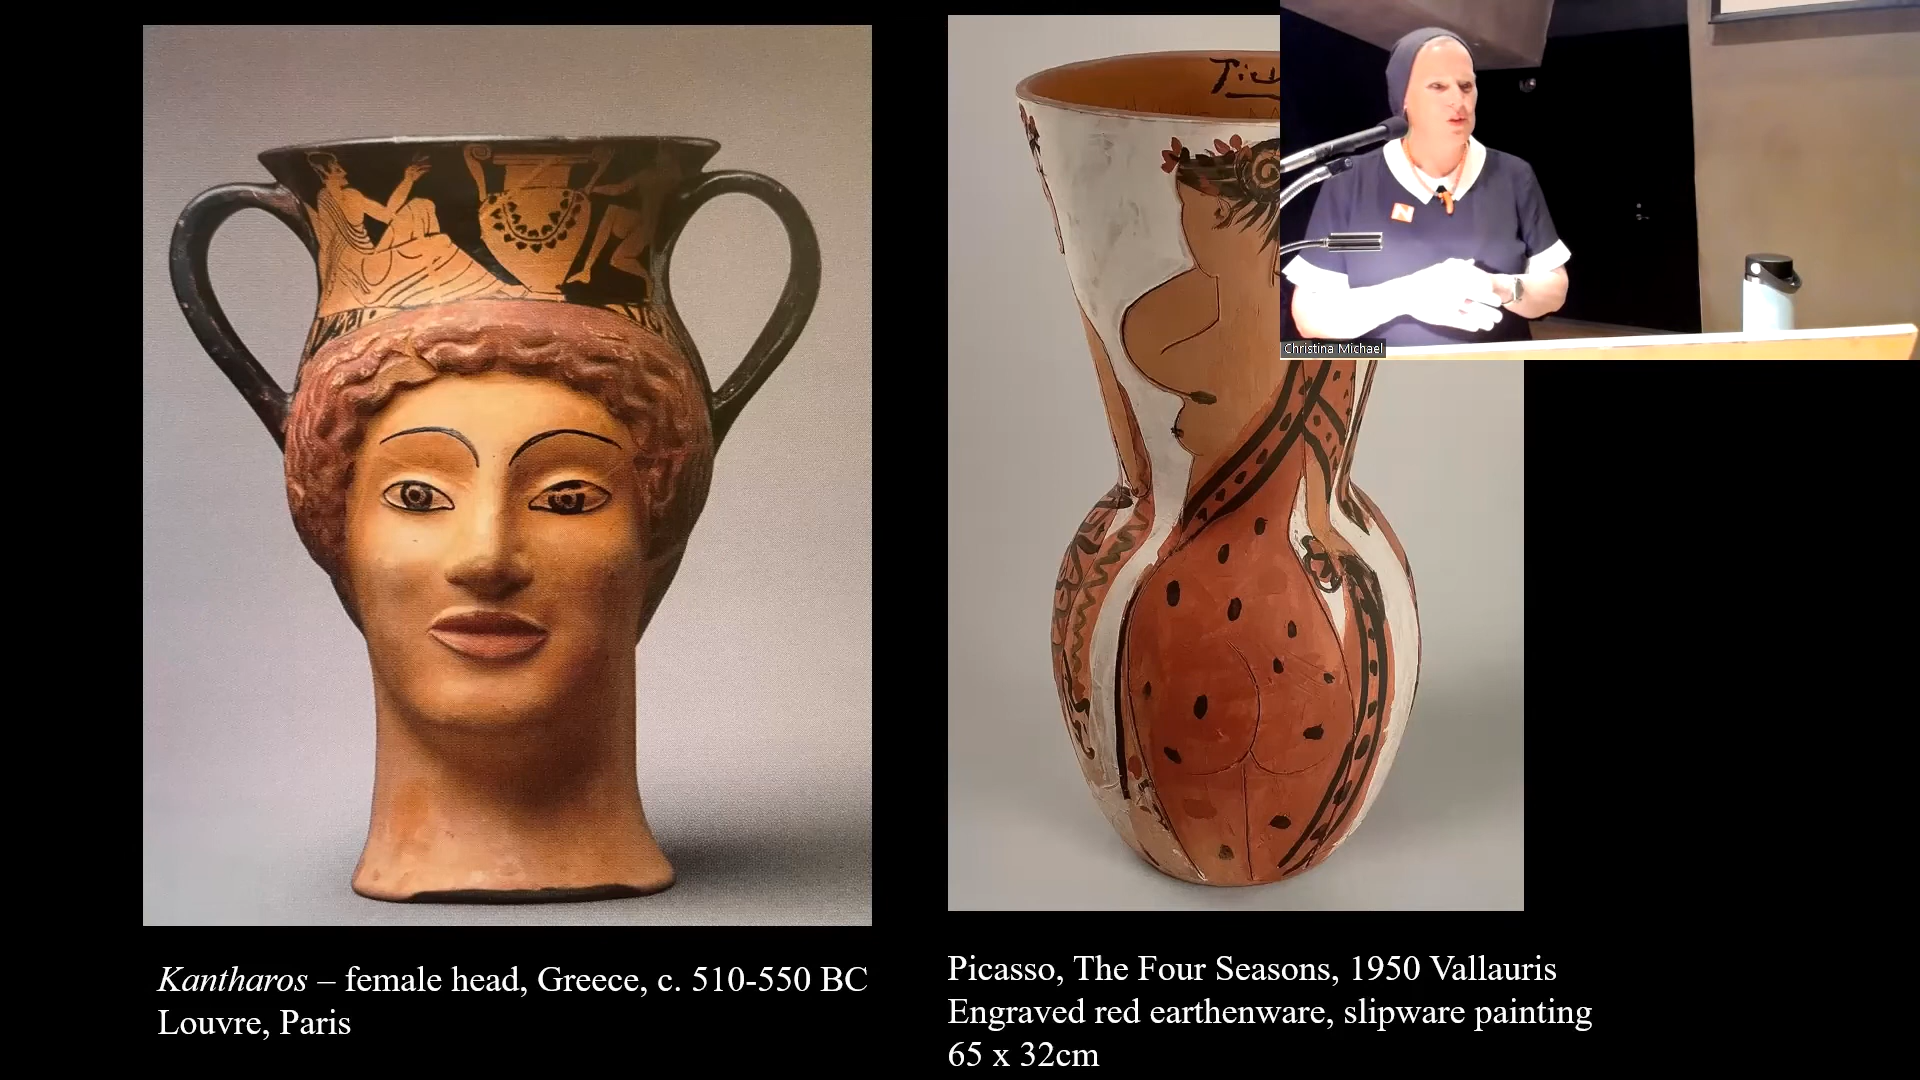 Christina Michael
Kantharos – female head, Greece, c. 510-550 BC
Louvre, Paris
Picasso, The Four Seasons, 1950 Vallauris
Engraved red earthenware, slipware painting
65 x 32cm